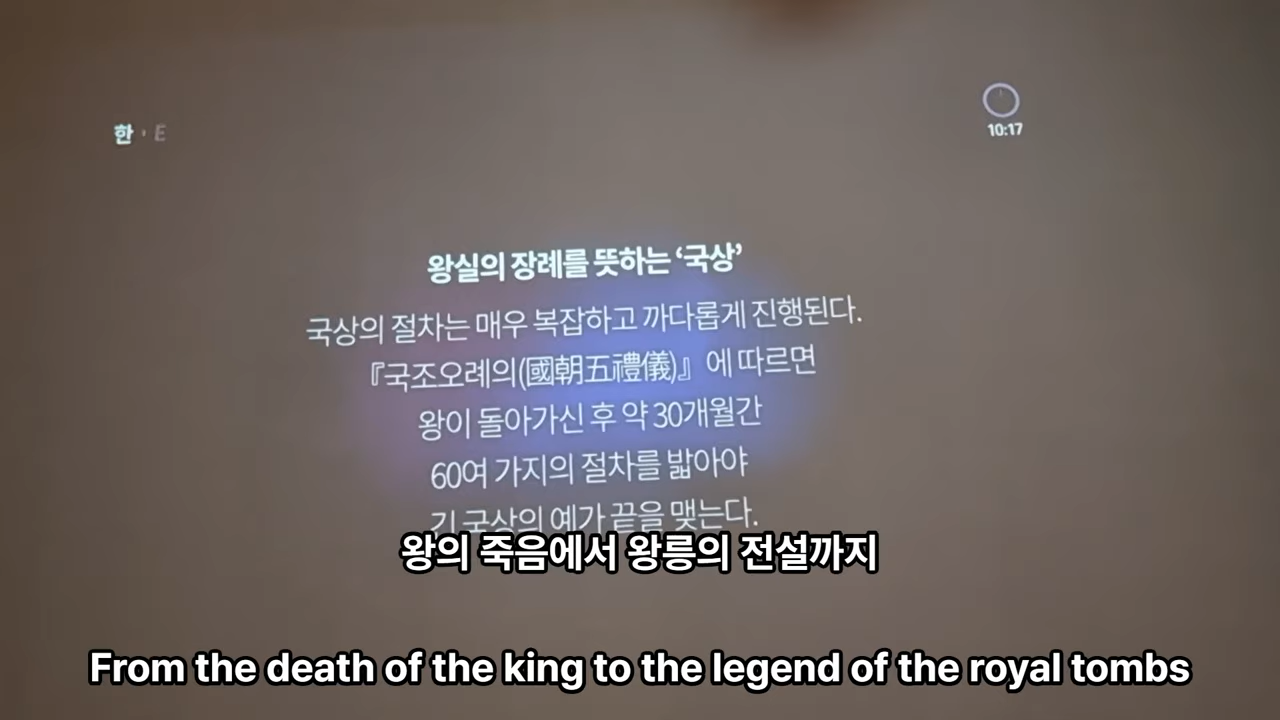 한 · E
10:17
왕실의 장례를 뜻하는 ‘국상’
국상의 절차는 매우 복잡하고 까다롭게 진행된다.
『국조오례의(國朝五禮儀)』에 따르면
왕이 돌아가신 후 약 30개월간
60여 가지의 절차를 밟아야
긴 국상의 예가 끝을 맺는다.
왕의 죽음에서 왕릉의 전설까지
From the death of the king to the legend of the royal tombs